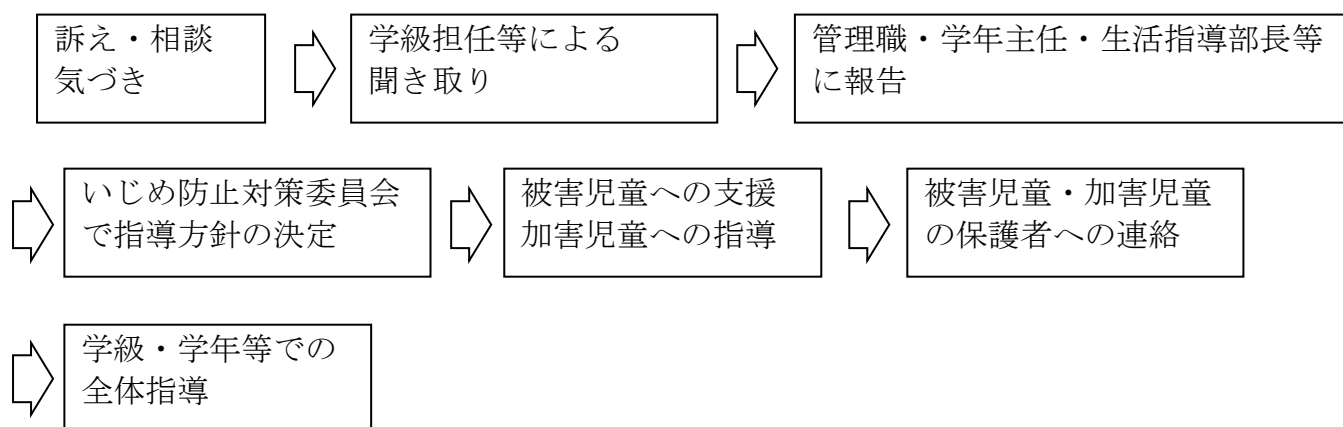 訴え・相談
気づき
学級担任等による
聞き取り
管理職・学年主任・生活指導部長等
に報告
いじめ防止対策委員会
で指導方針の決定
被害児童への支援
加害児童への指導
被害児童・加害児童
の保護者への連絡
学級・学年等での
全体指導